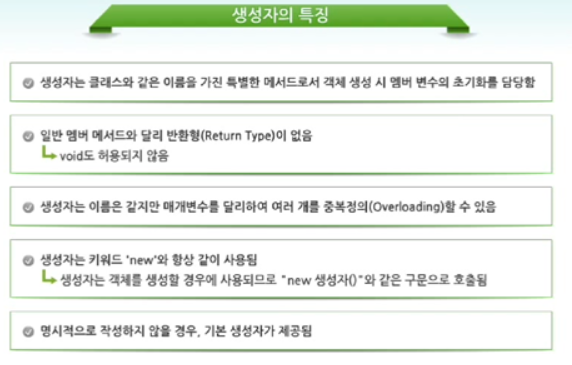 생성자의 특징
생성자는 클래스와 같은 이름을 가진 특별한 메서드로서 객체 생성 시 멤버 변수의 초기화를 담당함
일반 멤버 메서드와 달리 반환형(Return Type)이 없음
void도 허용되지 않음
생성자는 이름은 같지만 매개변수를 달리하여 여러 개를 중복정의(Overloading)할 수 있음
생성자는 키워드 'new'와 항상 같이 사용됨
생성자는 객체를 생성할 경우에 사용되므로 "new 생성자()"와 같은 구문으로 호출됨
명시적으로 작성하지 않을 경우, 기본 생성자가 제공됨